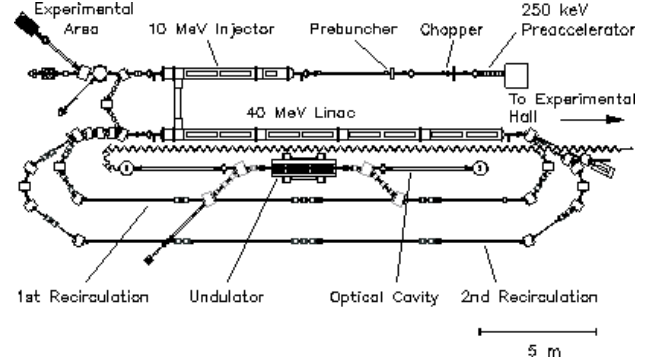 Experimental
Area
10 MeV Injector
Prebuncher
Chopper
250 keV
Preaccelerator
40 MeV Linac
To Experimental
Hall
1st Recirculation
Undulator
Optical Cavity
2nd Recirculation
5 m